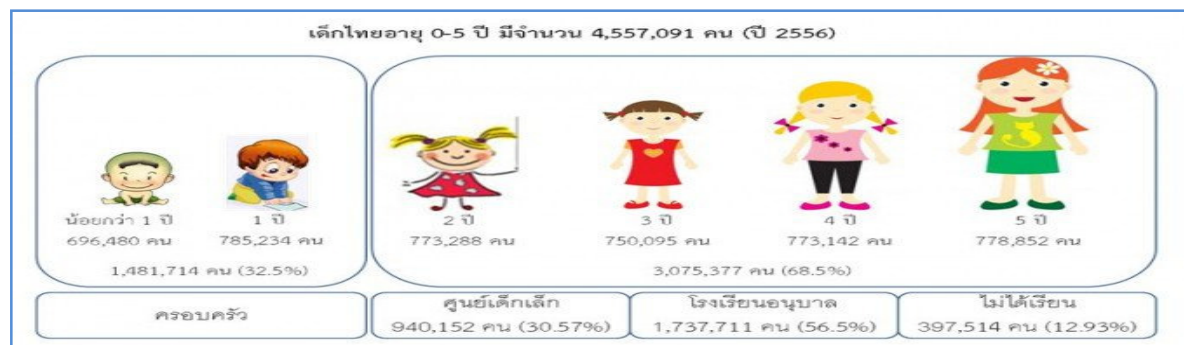 เด็กไทยอายุ 0-5 ปี มีจำนวน 4,557,091 คน (ปี 2556)
น้อยกว่า 1 ปี
696,480 คน
1 ปี
785,234 คน
1,481,714 คน (32.5%)
2 ปี
773,288 คน
3 ปี
750,095 คน
4 ปี
773,142 คน
5 ปี
778,852 คน
3,075,377 คน (68.5%)
ครอบครัว
ศูนย์เด็กเล็ก
940,152 คน (30.57%)
โรงเรียนอนุบาล
1,737,711 คน (56.5%)
ไม่ได้เรียน
397,514 คน (12.93%)